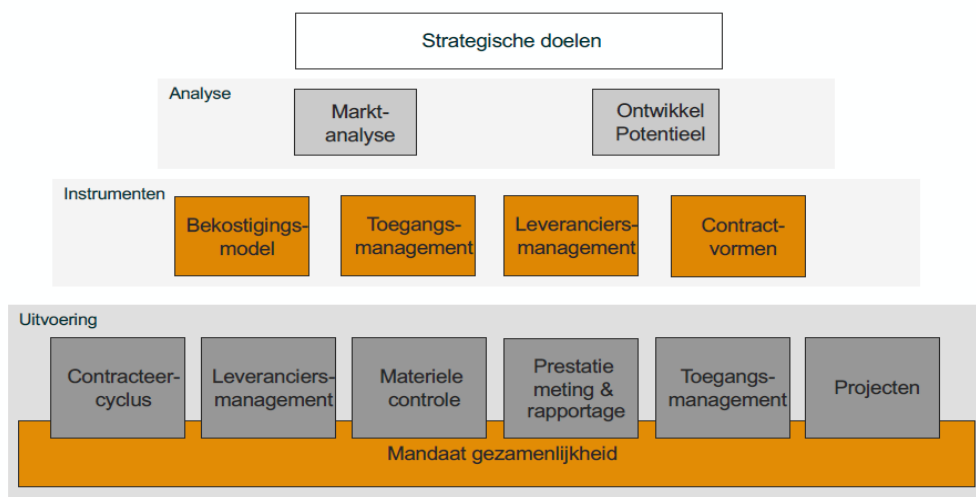 Strategische doelen
Analyse
Markt-
analyse
Ontwikkel
Potentieel
Instrumenten
Bekostigings-
model
Toegangs-
management
Leveranciers-
management
Contract-
vormen
Uitvoering
Contracteer-
cyclus
Leveranciers-
management
Materiele
controle
Prestatie
meting &
rapportage
Toegangs-
management
Projecten
Mandaat gezamenlijkheid